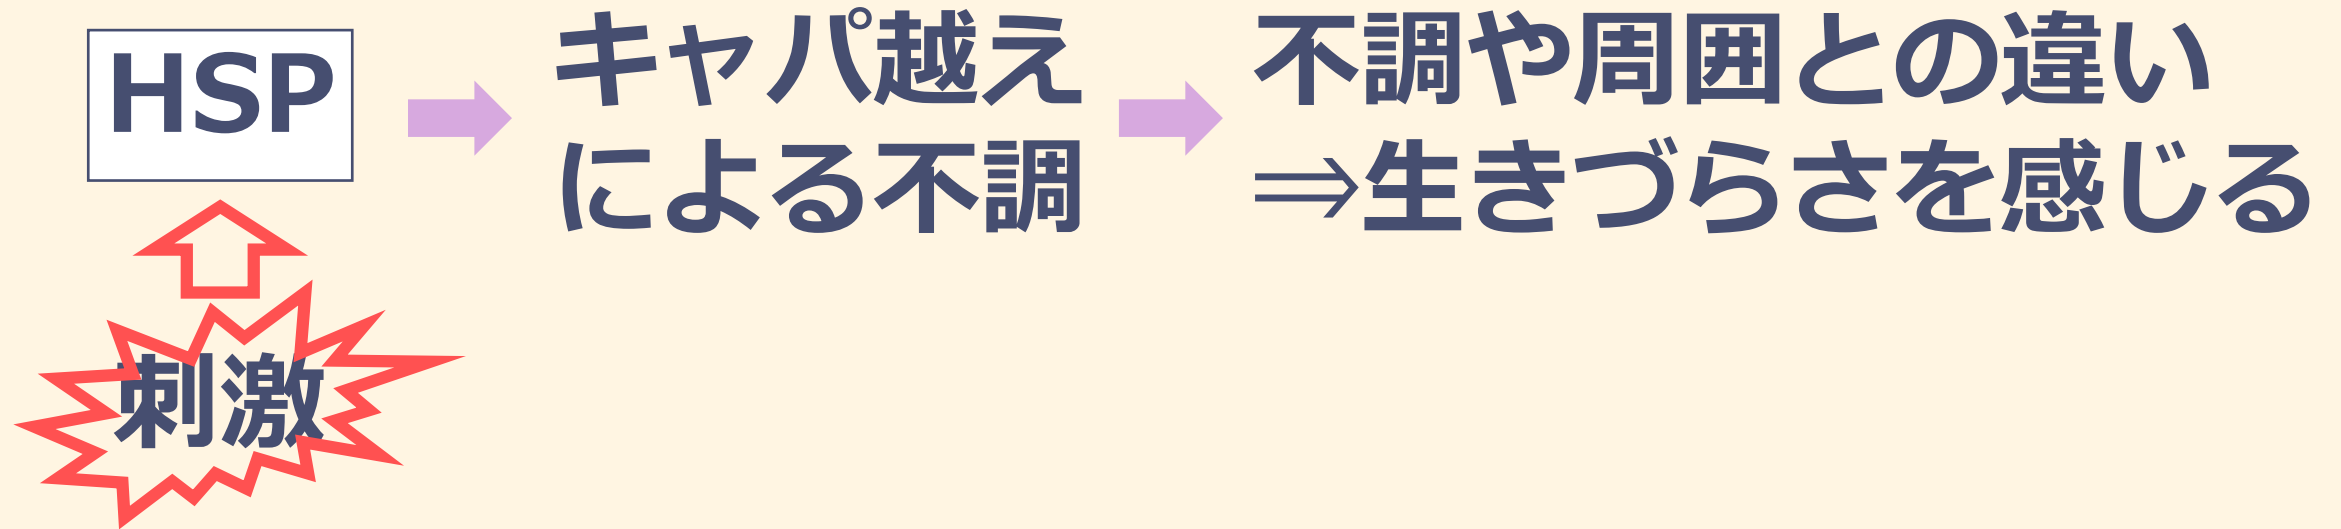 HSP
キャパ越え
による不調
不調や周囲との違い
⇒生きづらさを感じる
刺激